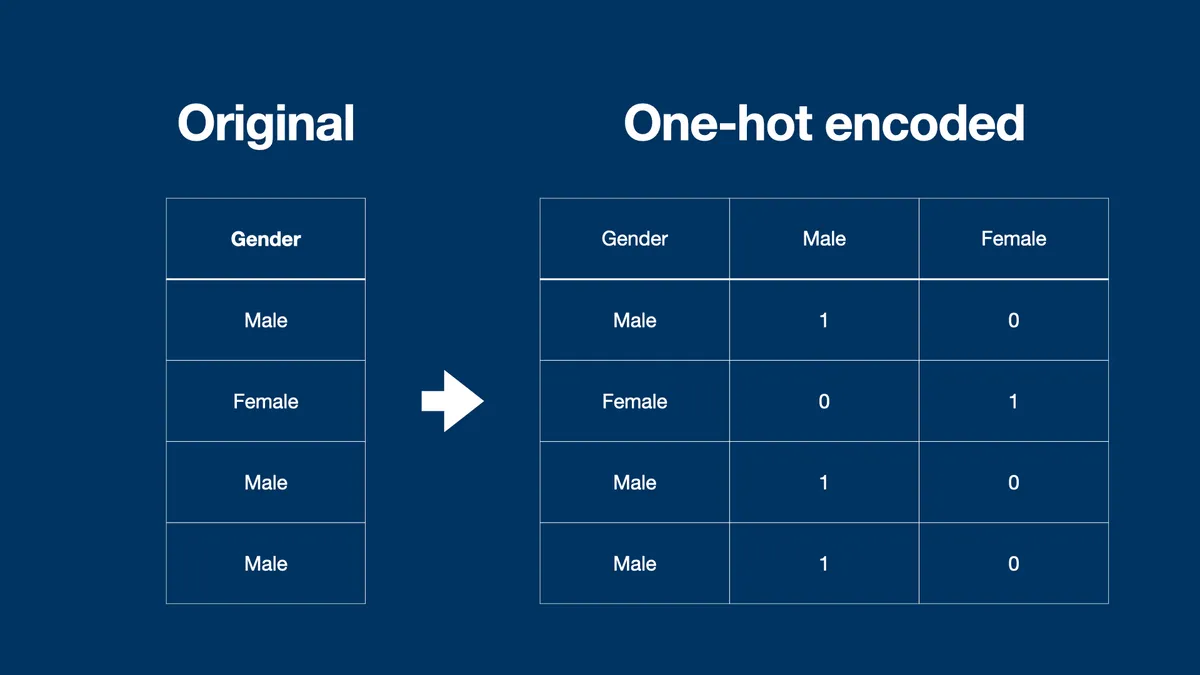 Original
Gender
Male
Female
Male
Male
One-hot encoded
Gender Male Female
Male 1 0
Female 0 1
Male 1 0
Male 1 0